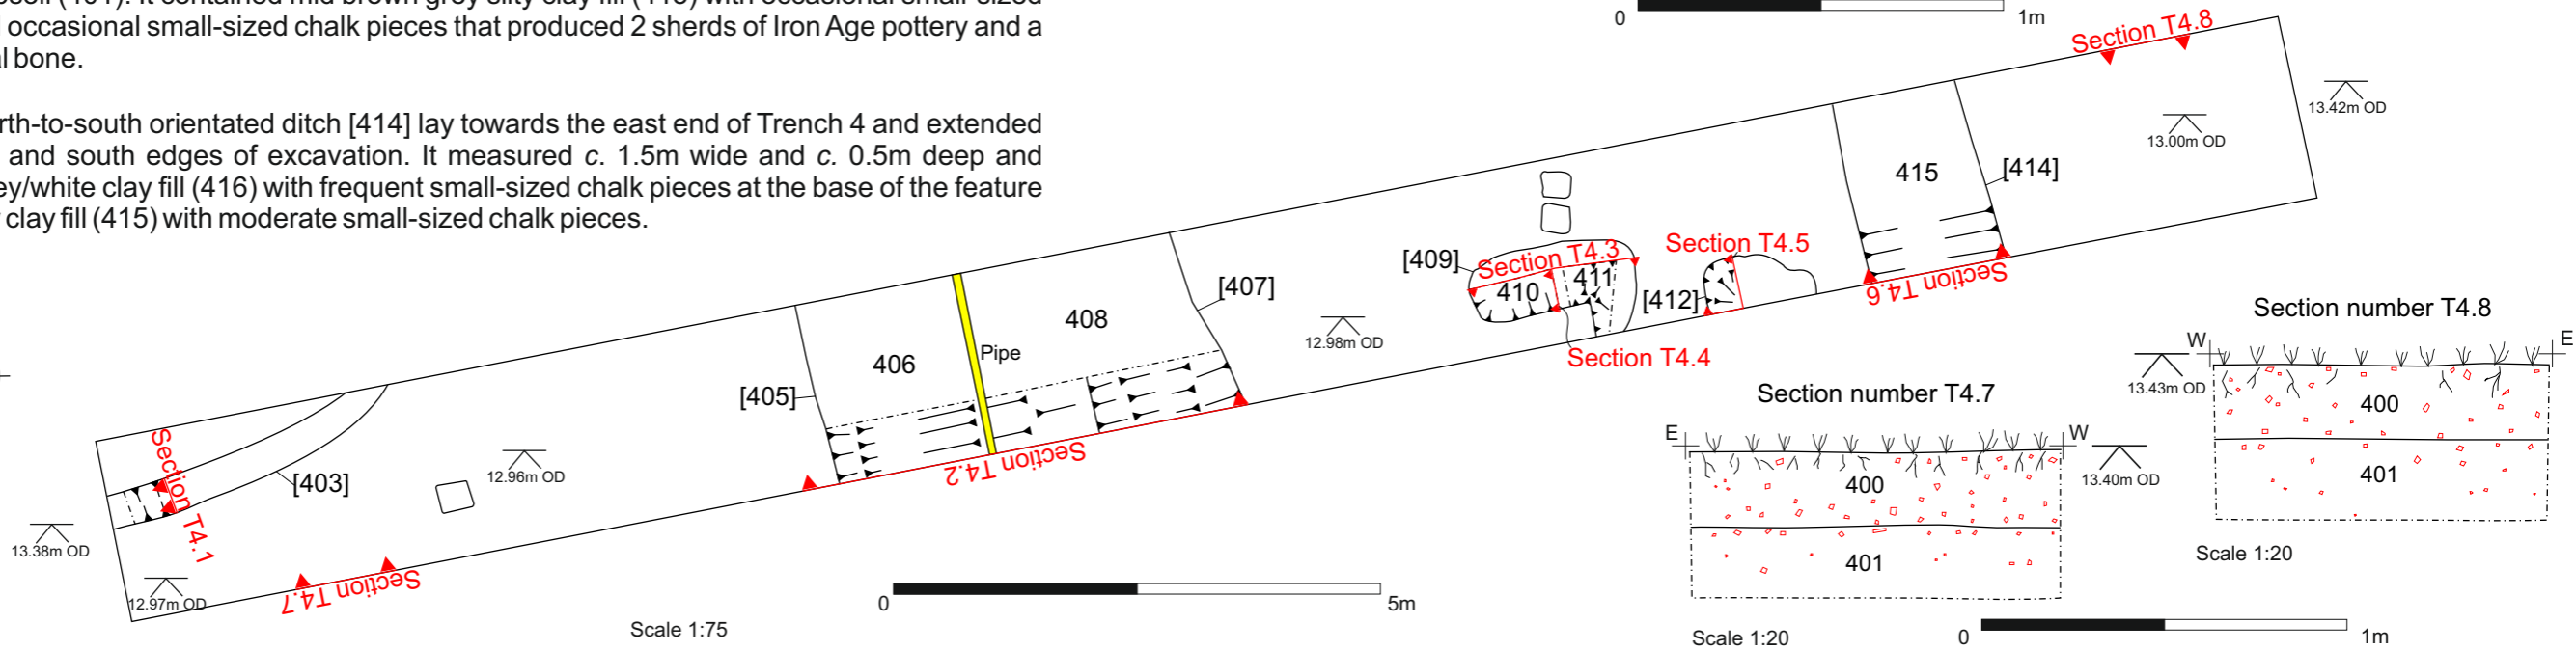 occasional small-sized chalk pieces that produced 2 sherds of Iron Age pottery and a
bone.
rth-to-south orientated ditch [414] lay towards the east end of Trench 4 and extended
and south edges of excavation. It measured c. 1.5m wide and c. 0.5m deep and
ey/white clay fill (416) with frequent small-sized chalk pieces at the base of the feature
clay fill (415) with moderate small-sized chalk pieces.
0 1m
Section T4.8
13.42m OD
13.00m OD
415
[414]
Section T4.6
[409]
Section T4.3
410
411
Section T4.4
Section T4.5
[412]
[407]
12.98m OD
408
Pipe
406
[405]
Section T4.2
12.96m OD
[403]
Section T4.1
13.38m OD
12.97m OD
Section T4.7
0 5m
Scale 1:75
Section number T4.7
E W
13.40m OD
400
401
Scale 1:20
0 1m
Section number T4.8
W E
13.43m OD
400
401
Scale 1:20